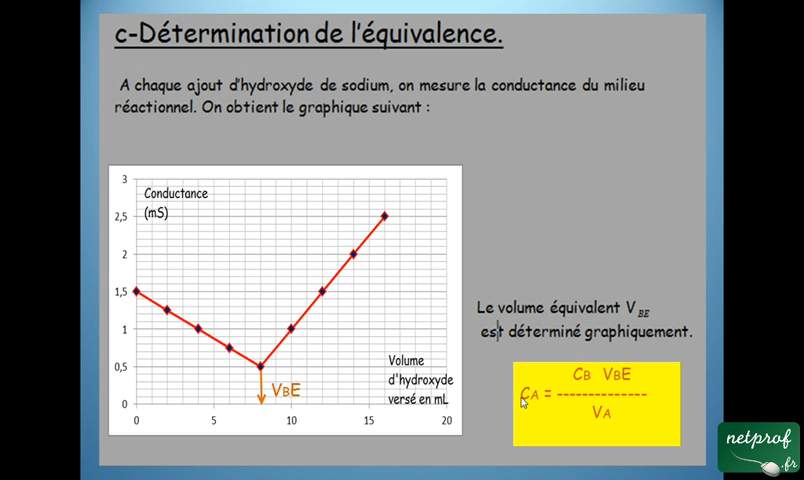 c-Détermination de l'équivalence.
A chaque ajout d'hydroxyde de sodium, on mesure la conductance du milieu
réactionnel. On obtient le graphique suivant :
3
Conductance
(mS)
2,5
2
1,5
1
0,5
0
0
5
10
15
20
Volume
d'hydroxyde
versé en mL
VBE
Le volume équivalent VBE
est déterminé graphiquement.
CB VBE
CA = --------------
VA
netprof
.fr